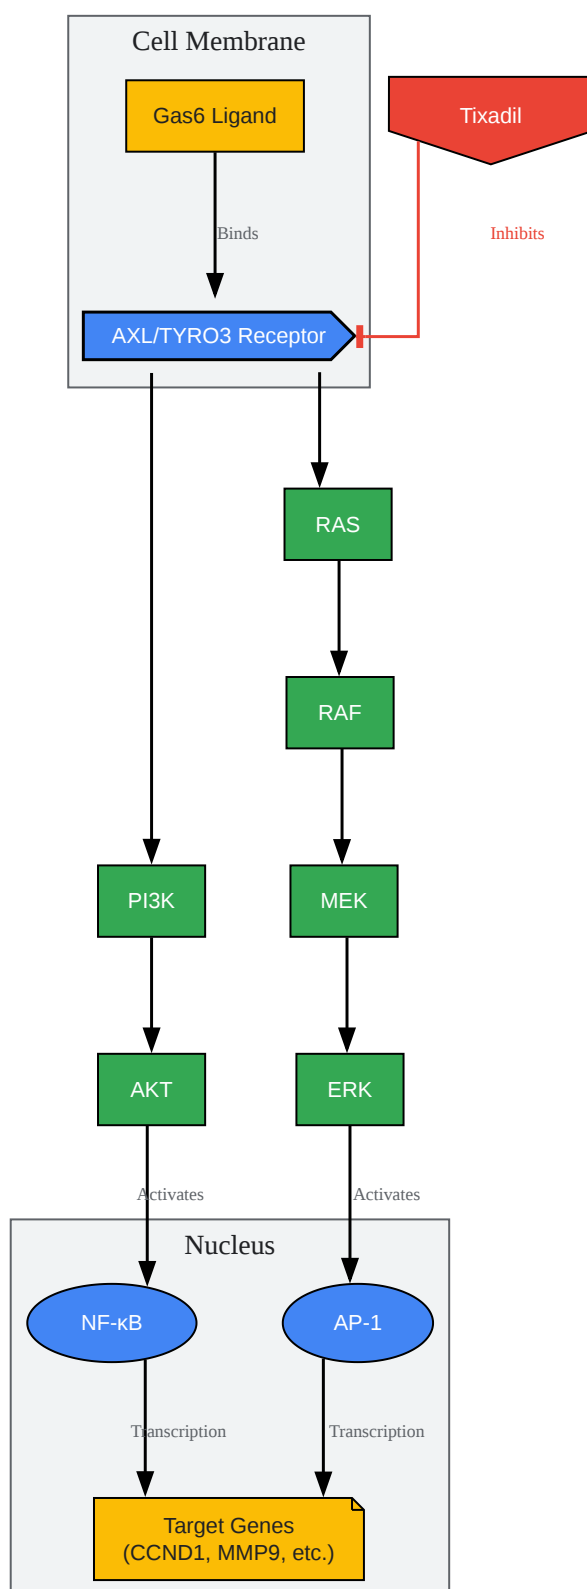 Cell Membrane
Gas6 Ligand
Tixadil
Binds
Inhibits
AXL/TYRO3 Receptor
RAS
RAF
PI3K
MEK
AKT
ERK
Activates
Activates
Nucleus
NF-κB
AP-1
Transcription
Transcription
Target Genes
(CCND1, MMP9, etc.)